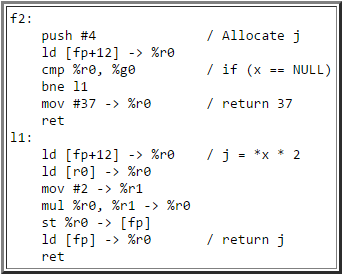 f2:
push #4 / Allocate j
ld [fp+12] -> %r0
cmp %r0, %g0 / if (x == NULL)
bne l1
mov #37 -> %r0 / return 37
ret
l1:
ld [fp+12] -> %r0 / j = *x * 2
ld [r0] -> %r0
mov #2 -> %r1
mul %r0, %r1 -> %r0
st %r0 -> [fp]
ld [fp] -> %r0 / return j
ret